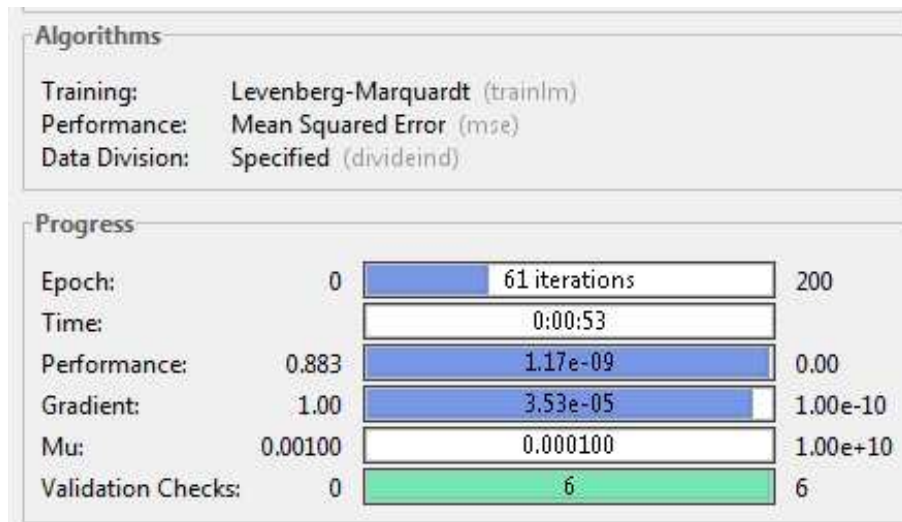 Algorithms
Training: Levenberg-Marquardt (trainlm)
Performance: Mean Squared Error (mse)
Data Division: Specified (divideind)
Progress
Epoch: 0 61 iterations 200
Time: 0:00:53
Performance: 0.883 1.17e-09 0.00
Gradient: 1.00 3.53e-05 1.00e-10
Mu: 0.00100 0.000100 1.00e+10
Validation Checks: 0 6 6